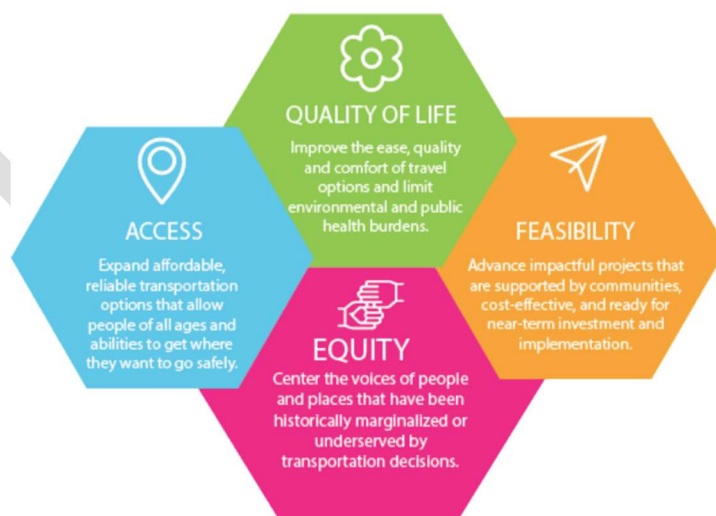 QUALITY OF LIFE
Improve the ease, quality
and comfort of travel
options and limit
environmental and public
health burdens.
ACCESS
Expand affordable,
reliable transportation
options that allow
people of all ages and
abilities to get where
they want to go safely.
FEASIBILITY
Advance impactful projects that
are supported by communities,
cost-effective, and ready for
near-term investment and
implementation.
EQUITY
Center the voices of people
and places that have been
historically marginalized or
underserved by
transportation decisions.